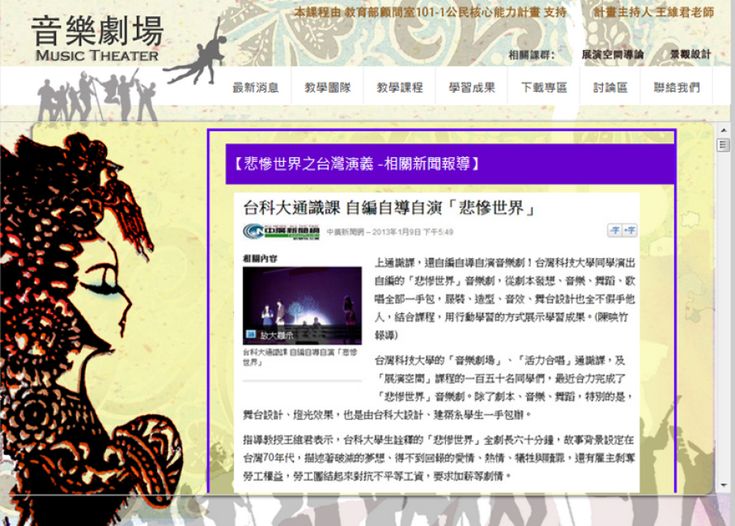 本課程由 教育部顧問室101-1公民核心能力計畫 支持 計畫主持人 王維君老師
音樂劇場
MUSIC THEATER
相關課群： 展演空間導論 景觀設計
最新消息 教學團隊 教學課程 學習成果 下載專區 討論區 聯絡我們
【悲慘世界之台灣演義 -相關新聞報導】
台科大通識課 自編自導自演「悲慘世界」
中廣新聞網 中廣新聞網 – 2013年1月9日 下午5:49
-字 +字
相關內容
放大顯示
台科大通識課 自編自導自演「悲慘
世界」
上通識課，還自編自導自演音樂劇！台灣科技大學同學演出
自編的「悲慘世界」音樂劇，從劇本發想、音樂、舞蹈、歌
唱全部一手包，服裝、造型、音效、舞台設計也全不假手他
人，結合課程，用行動學習的方式展示學習成果。(陳映竹
報導)
台灣科技大學的「音樂劇場」、「活力合唱」通識課，及
「展演空間」課程的一百五十名同學們，最近合力完成了
「悲慘世界」音樂劇。除了劇本、音樂、舞蹈，特別的是，
舞台設計、燈光效果，也是由台科大設計、建築系學生一手包辦。
指導教授王維君表示，台科大學生詮釋的「悲慘世界」全劇長六十分鐘，故事背景設定在
台灣70年代，描述著破滅的夢想、得不到回錄的愛情、熱情、犧牲與贖罪，還有雇主剝奪
勞工權益，勞工團結起來對抗不平等工資，要求加薪等劇情。